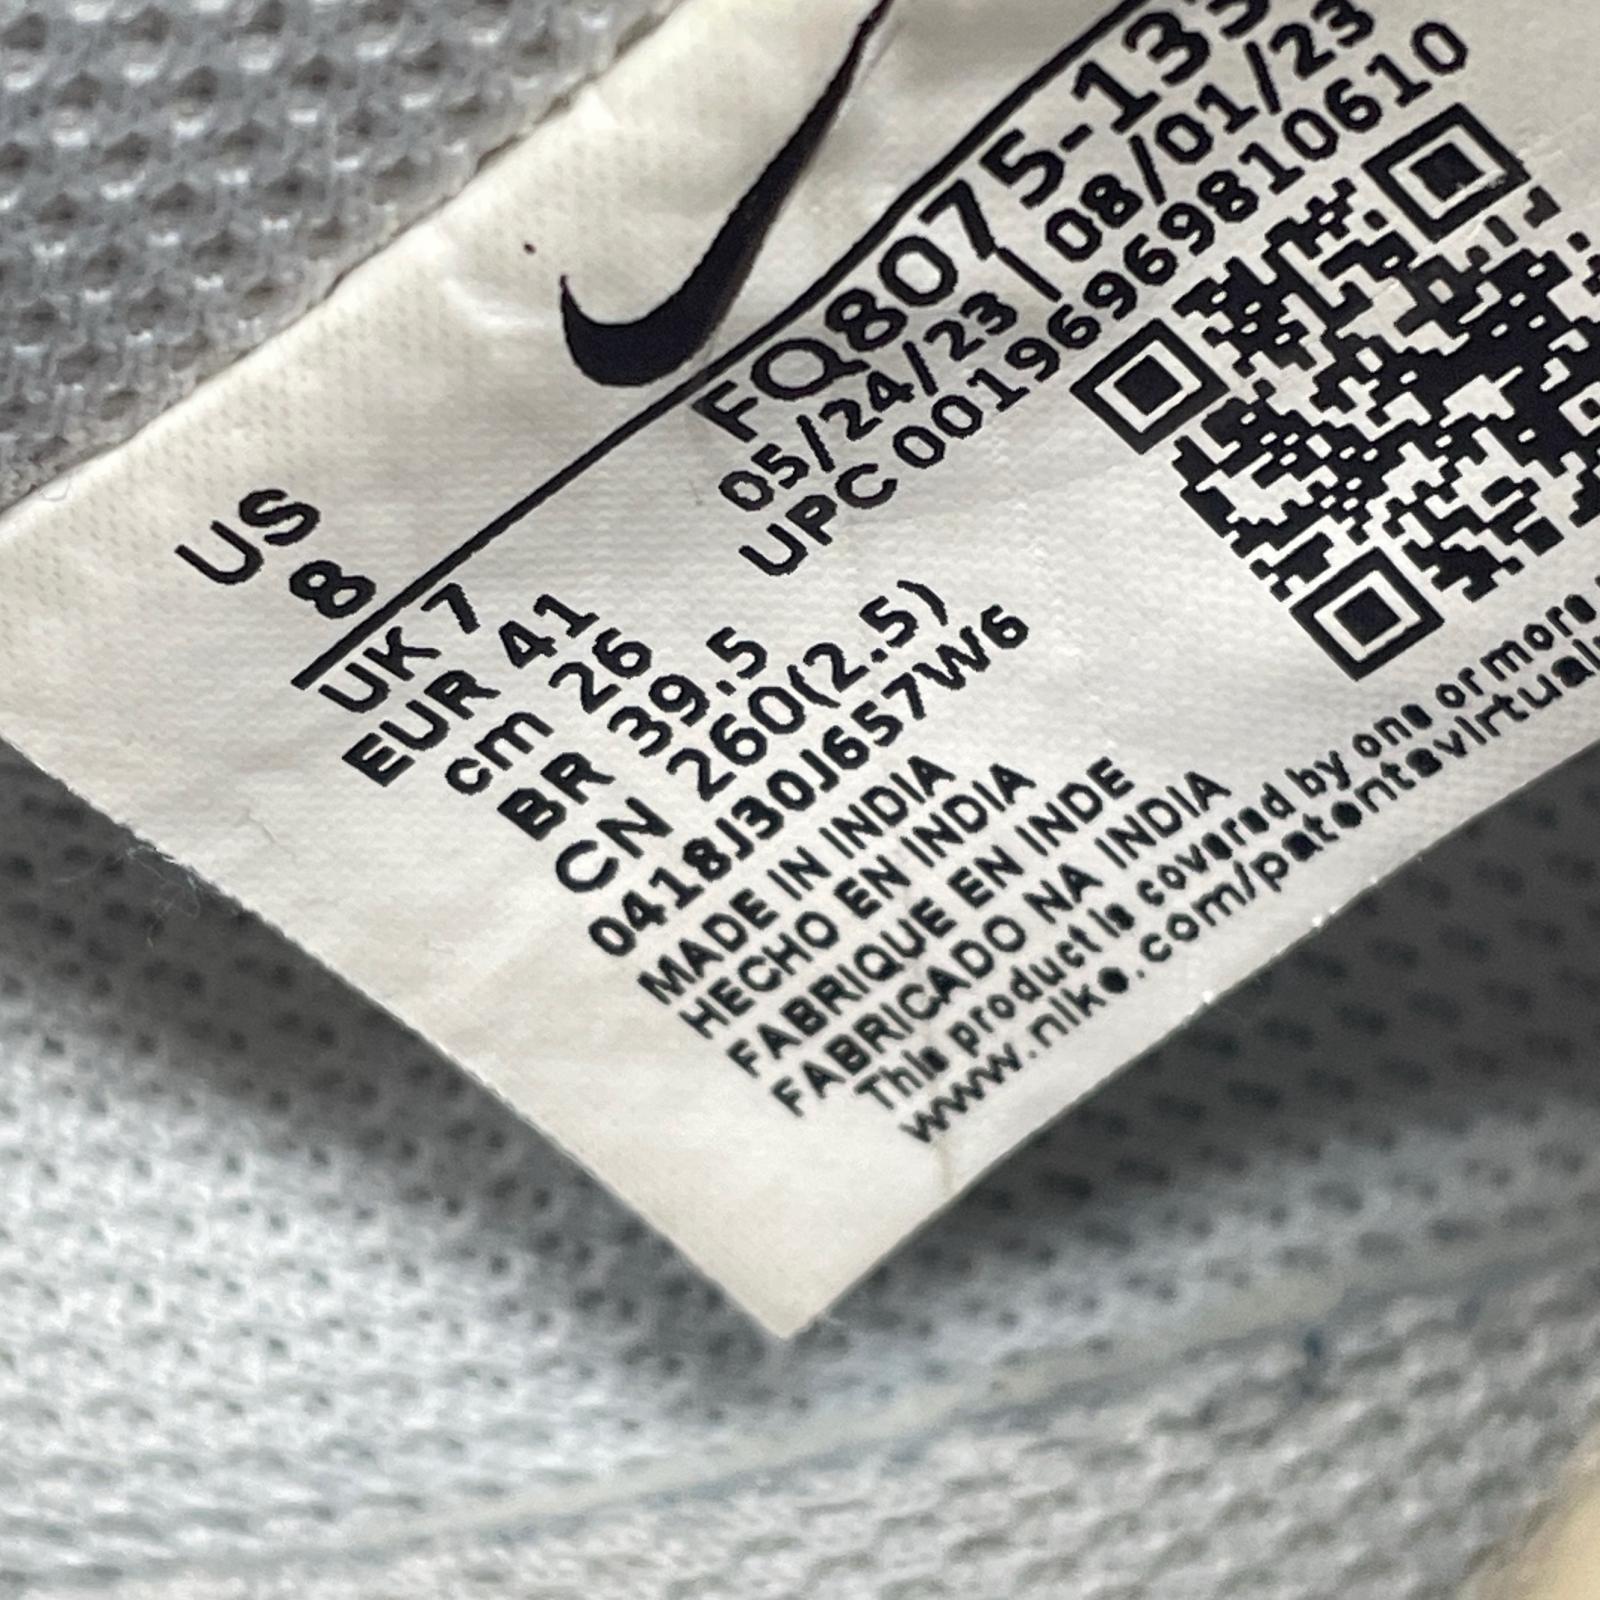 US
8
FQ8075-133
05/24/23 | 08/01/23
UPC 00196969810610
UK 7
EUR 41
cm 26
BR 39.5
CN 260(2.5)
0418J30J657W6
MADE IN INDIA
HECHO EN INDIA
FABRIQUE EN INDE
FABRICADO NA INDIA
This product is covered by one or more
www.nike.com/patentsvirtual